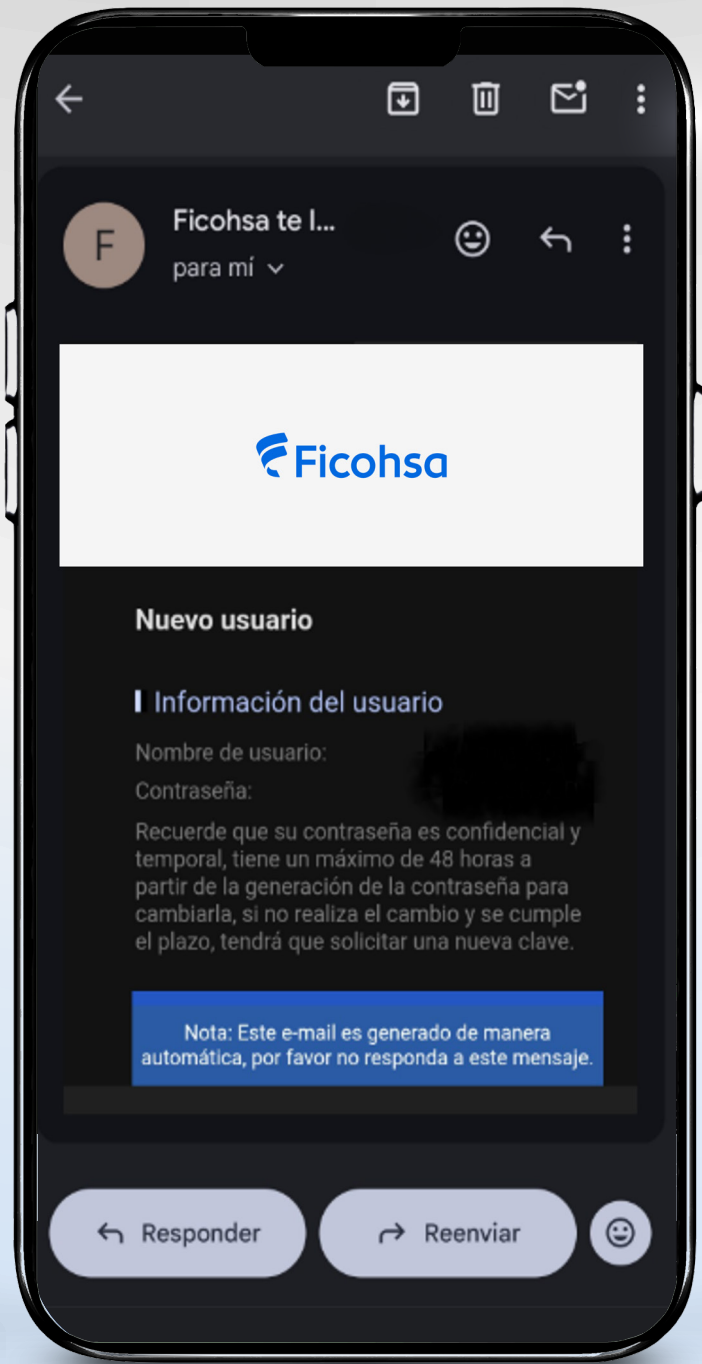 F
Ficohsa te l...
para mí
Ficohsa
Nuevo usuario
Información del usuario
Nombre de usuario:
Contraseña:
Recuerde que su contraseña es confidencial y
temporal, tiene un máximo de 48 horas a
partir de la generación de la contraseña para
cambiarla, si no realiza el cambio y se cumple
el plazo, tendrá que solicitar una nueva clave.
Nota: Este e-mail es generado de manera
automática, por favor no responda a este mensaje.
Responder
Reenviar